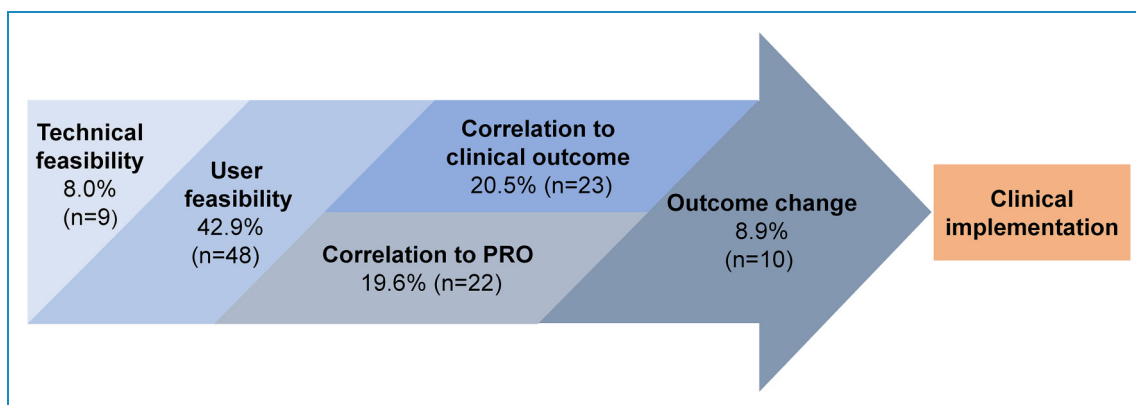 Technical
feasibility
8.0%
(n=9)
User
feasibility
42.9%
(n=48)
Correlation to
clinical outcome
20.5% (n=23)
Correlation to PRO
19.6% (n=22)
Outcome change
8.9%
(n=10)
Clinical
implementation